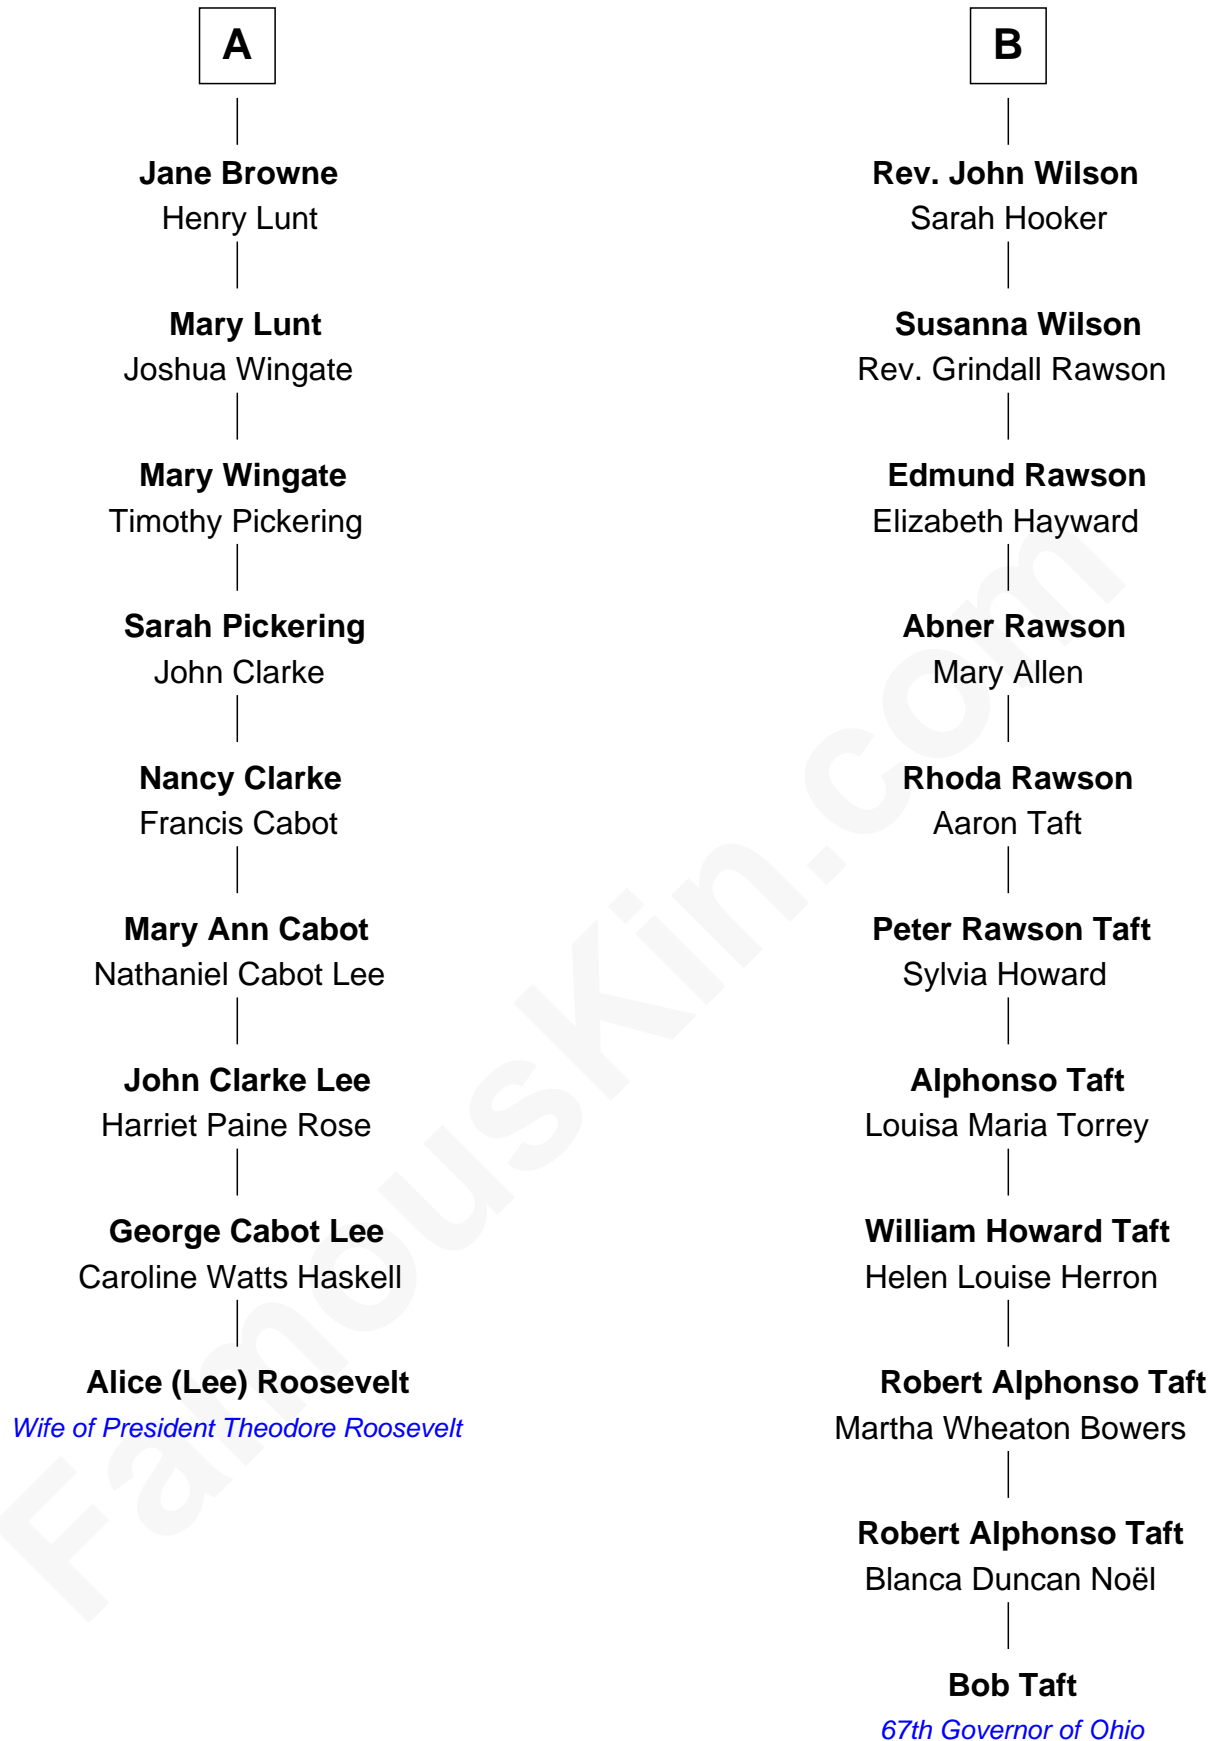 A
Jane Browne
Henry Lunt
Mary Lunt
Joshua Wingate
Mary Wingate
Timothy Pickering
Sarah Pickering
John Clarke
Nancy Clarke
Francis Cabot
Mary Ann Cabot
Nathaniel Cabot Lee
John Clarke Lee
Harriet Paine Rose
George Cabot Lee
Caroline Watts Haskell
Alice (Lee) Roosevelt
Wife of President Theodore Roosevelt
B
Rev. John Wilson
Sarah Hooker
Susanna Wilson
Rev. Grindall Rawson
Edmund Rawson
Elizabeth Hayward
Abner Rawson
Mary Allen
Rhoda Rawson
Aaron Taft
Peter Rawson Taft
Sylvia Howard
Alphonso Taft
Louisa Maria Torrey
William Howard Taft
Helen Louise Herron
Robert Alphonso Taft
Martha Wheaton Bowers
Robert Alphonso Taft
Blanca Duncan Noël
Bob Taft
67th Governor of Ohio
FamousKin.com